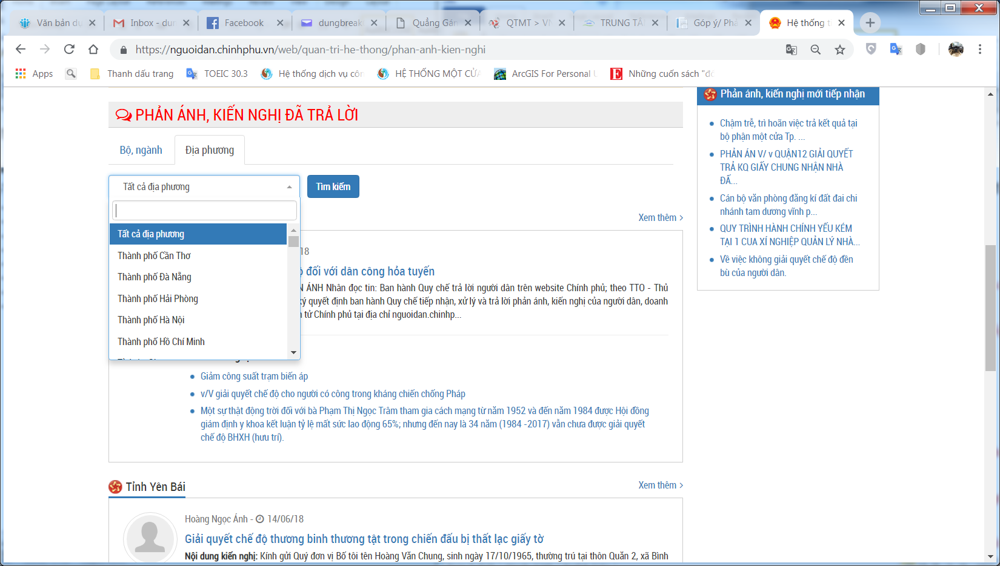 Văn bản dư
Inbox - dur
Facebook
dungbreak
Quảng Gán
QTMT > VN
TRUNG TÂ
Góp ý/ Phả
Hệ thống t
https://nguoidan.chinhphu.vn/web/quan-tri-he-thong/phan-anh-kien-nghi
Apps
Thanh dấu trang
TOEIC 30.3
Hệ thống dịch vụ côn
HỆ THỐNG MỘT CỬA
ArcGIS For Personal U
Những cuốn sách "đó
PHẢN ÁNH, KIẾN NGHỊ ĐÃ TRẢ LỜI
Bộ, ngành
Địa phương
Tất cả địa phương
Tìm kiếm
Tất cả địa phương
Thành phố Cần Thơ
Thành phố Đà Nẵng
Thành phố Hải Phòng
Thành phố Hà Nội
Thành phố Hồ Chí Minh
Xem thêm >
18
đối với dân công hỏa tuyến
ÁNH Nhân đọc tin: Ban hành Quy chế trả lời người dân trên website Chính phủ; theo TTO - Thủ
ký quyết định ban hành Quy chế tiếp nhận, xử lý và trả lời phản ánh, kiến nghị của người dân, doanh
tử Chính phủ tại địa chỉ nguoidan.chinhp...
Giảm công suất trạm biến áp
v/V giải quyết chế độ cho người có công trong kháng chiến chống Pháp
Một sự thật động trời đối với bà Phạm Thị Ngọc Trâm tham gia cách mạng từ năm 1952 và đến năm 1984 được Hội đồng
giám định y khoa kết luận tỷ lệ mất sức lao động 65%; nhưng đến nay là 34 năm (1984 -2017) vẫn chưa được giải quyết
chế độ BHXH (hưu trí).
Tỉnh Yên Bái
Xem thêm >
Hoàng Ngọc Ánh - 14/06/18
Giải quyết chế độ thương binh thương tật trong chiến đấu bị thất lạc giấy tờ
Nội dung kiến nghị: Kính gửi Quý đơn vị Bố tôi tên Hoàng Văn Chung, sinh ngày 17/10/1965, thường trú tại thôn Quăn 2, xã Bình
Phản ánh, kiến nghị mới tiếp nhận
Chậm trễ, trì hoãn việc trả kết quả tại
bộ phận một cửa Tp. ...
PHẢN ÁN V/ v QUẬN12 GIẢI QUYẾT
TRẢ KQ GIẤY CHUNG NHẬN NHÀ
ĐẤ...
Cán bộ văn phòng đăng kí đất đai chi
nhánh tam dương vĩnh p...
QUY TRÌNH HÀNH CHÍNH YẾU KÉM
TẠI 1 CUA XÍ NGHIỆP QUẢN LÝ NHÀ...
Về việc không giải quyết chế độ đền
bù của người dân.